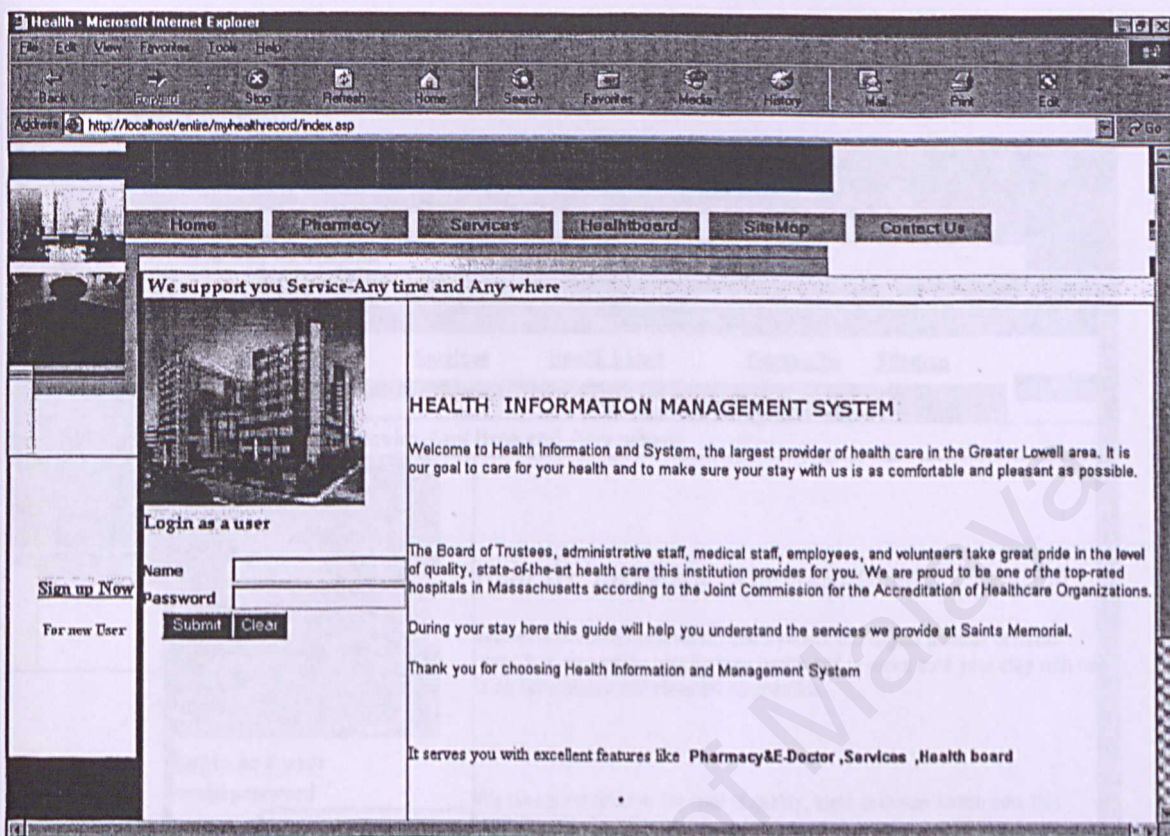 Health - Microsoft Internet Explorer
File Edit View Favorites Tools Help
Back Forward Stop Refresh Home Search Favorites Media History Mail Print Edit
Address http://localhost/entire/myhealthrecord/index.asp Go
Home Pharmacy Services Healhtboard SiteMap Contact Us
We support you Service-Any time and Any where
HEALTH INFORMATION MANAGEMENT SYSTEM
Welcome to Health Information and System, the largest provider of health care in the Greater Lowell area. It is
our goal to care for your health and to make sure your stay with us is as comfortable and pleasant as possible.
Login as a user
Name
Password
Submit Clear
Sign up Now
For new User
The Board of Trustees, administrative staff, medical staff, employees, and volunteers take great pride in the level
of quality, state-of-the-art health care this institution provides for you. We are proud to be one of the top-rated
hospitals in Massachusetts according to the Joint Commission for the Accreditation of Healthcare Organizations.
During your stay here this guide will help you understand the services we provide at Saints Memorial.
Thank you for choosing Health Information and Management System
It serves you with excellent features like Pharmacy&E-Doctor ,Services ,Health board
of Malaya